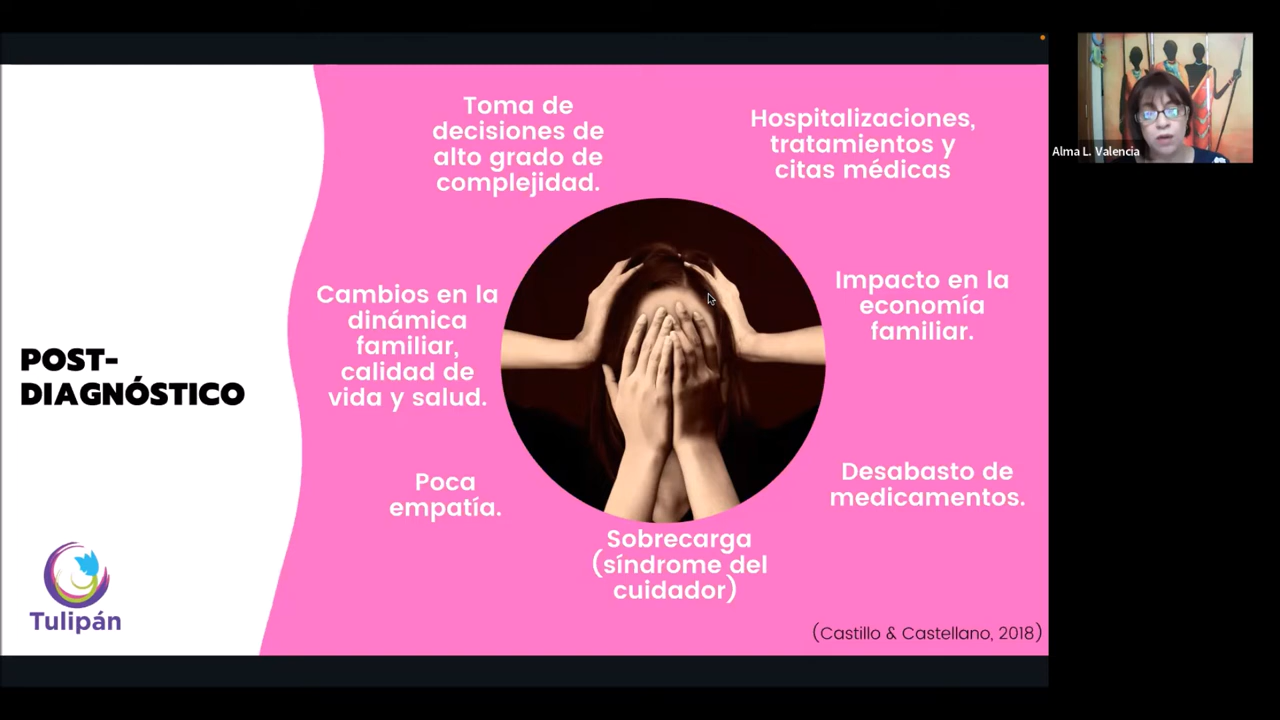 Toma de
decisiones de
alto grado de
complejidad.
Hospitalizaciones,
tratamientos y
citas médicas
Alma L. Valencia
Cambios en la
dinámica
familiar,
calidad de
vida y salud.
Impacto en la
economía
familiar.
POST-
DIAGNÓSTICO
Poca
empatía.
Desabasto de
medicamentos.
Sobrecarga
(síndrome del
cuidador)
Tulipán
(Castillo & Castellano, 2018)